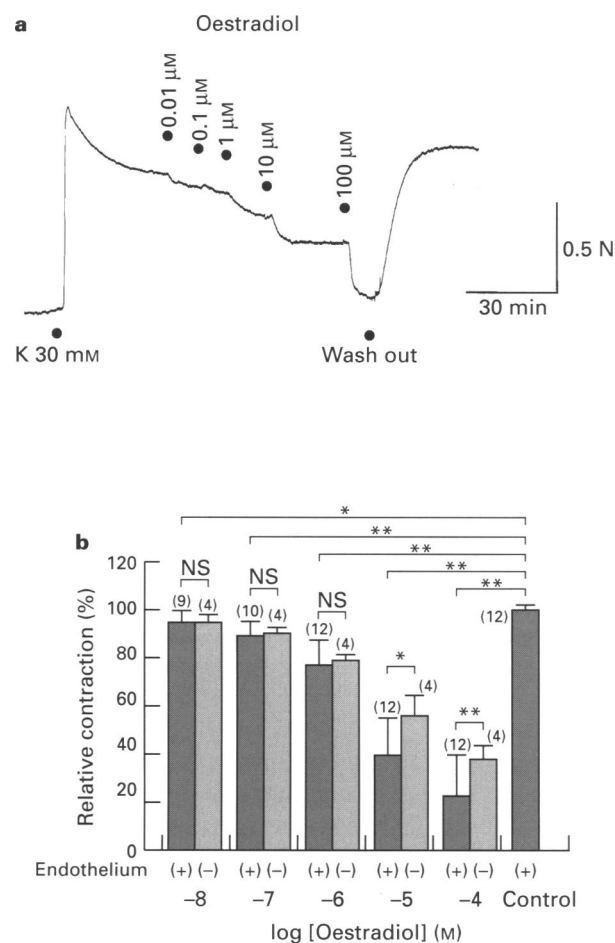 a
Oestradiol
0.01 μM
0.1 μM
1 μM
10 μM
100 μM
0.5 N
30 min
K 30 mM
Wash out
b
*
**
**
**
**
120
100
80
60
40
20
0
Relative contraction (%)
NS
NS
NS
*
**
(9) (4)
(10) (4)
(12) (4)
(12) (4)
(12) (4)
(12)
Endothelium (+) (−) (+) (−) (+) (−) (+) (−) (+) (−) (+)
−8 −7 −6 −5 −4 Control
log [Oestradiol] (M)